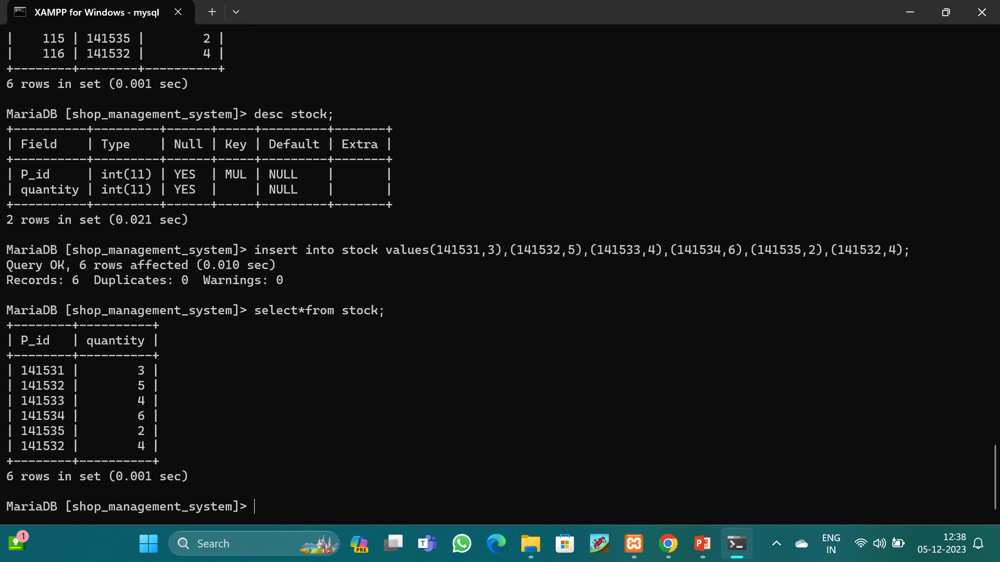 XAMPP for Windows - mysql
|    115 | 141535 |        2 |
|    116 | 141532 |        4 |
+--------+--------+----------+
6 rows in set (0.001 sec)
MariaDB [shop_management_system]> desc stock;
+----------+---------+------+-----+---------+-------+
| Field    | Type    | Null | Key | Default | Extra |
+----------+---------+------+-----+---------+-------+
| P_id     | int(11) | YES  | MUL | NULL    |       |
| quantity | int(11) | YES  |     | NULL    |       |
+----------+---------+------+-----+---------+-------+
2 rows in set (0.021 sec)
MariaDB [shop_management_system]> insert into stock values(141531,3),(141532,5),(141533,4),(141534,6),(141535,2),(141532,4);
Query OK, 6 rows affected (0.010 sec)
Records: 6  Duplicates: 0  Warnings: 0
MariaDB [shop_management_system]> select*from stock;
+--------+----------+
| P_id   | quantity |
+--------+----------+
| 141531 |        3 |
| 141532 |        5 |
| 141533 |        4 |
| 141534 |        6 |
| 141535 |        2 |
| 141532 |        4 |
+--------+----------+
6 rows in set (0.001 sec)
MariaDB [shop_management_system]>
1
Search
PRE
T
P
ENG
IN
12:38
05-12-2023